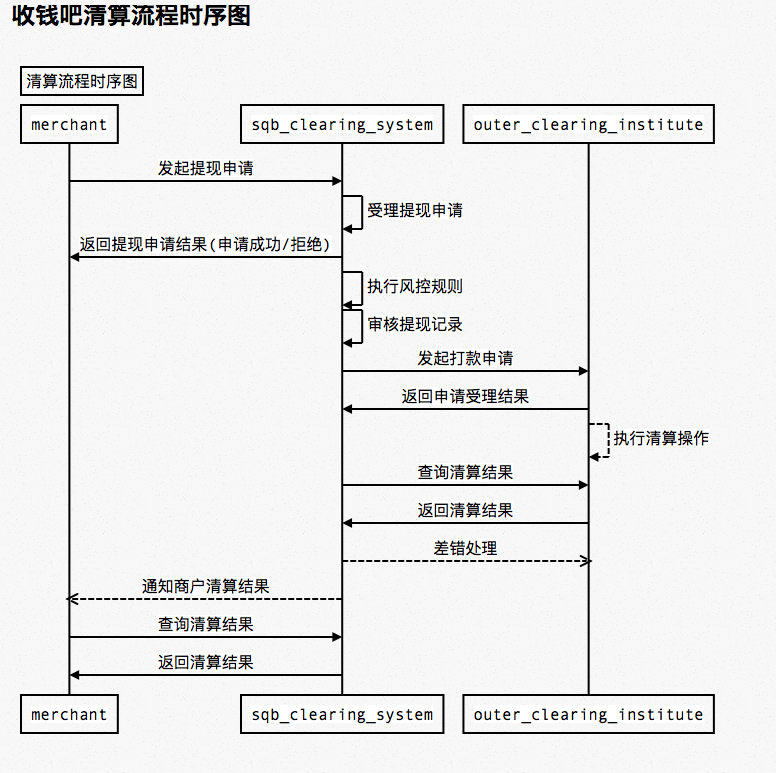 收钱吧清算流程时序图
清算流程时序图
merchant
sqb_clearing_system
outer_clearing_institute
发起提现申请
受理提现申请
返回提现申请结果(申请成功/拒绝)
执行风控规则
审核提现记录
发起打款申请
返回申请受理结果
执行清算操作
查询清算结果
返回清算结果
差错处理
通知商户清算结果
查询清算结果
返回清算结果
merchant
sqb_clearing_system
outer_clearing_institute